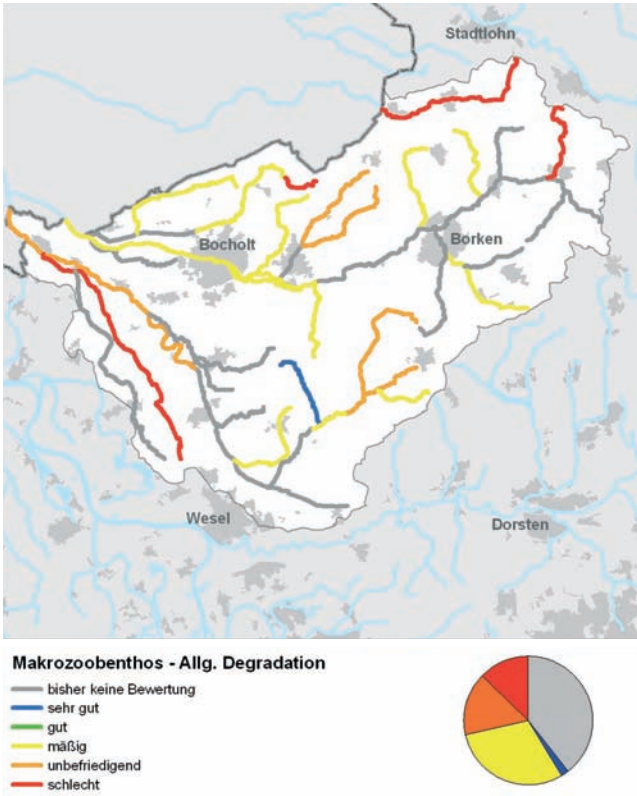 Stadtlohn
Bocholt
Borken
Wesel
Dorsten
Makrozoobenthos - Allg. Degradation
bisher keine Bewertung
sehr gut
gut
mäßig
unbefriedigend
schlecht